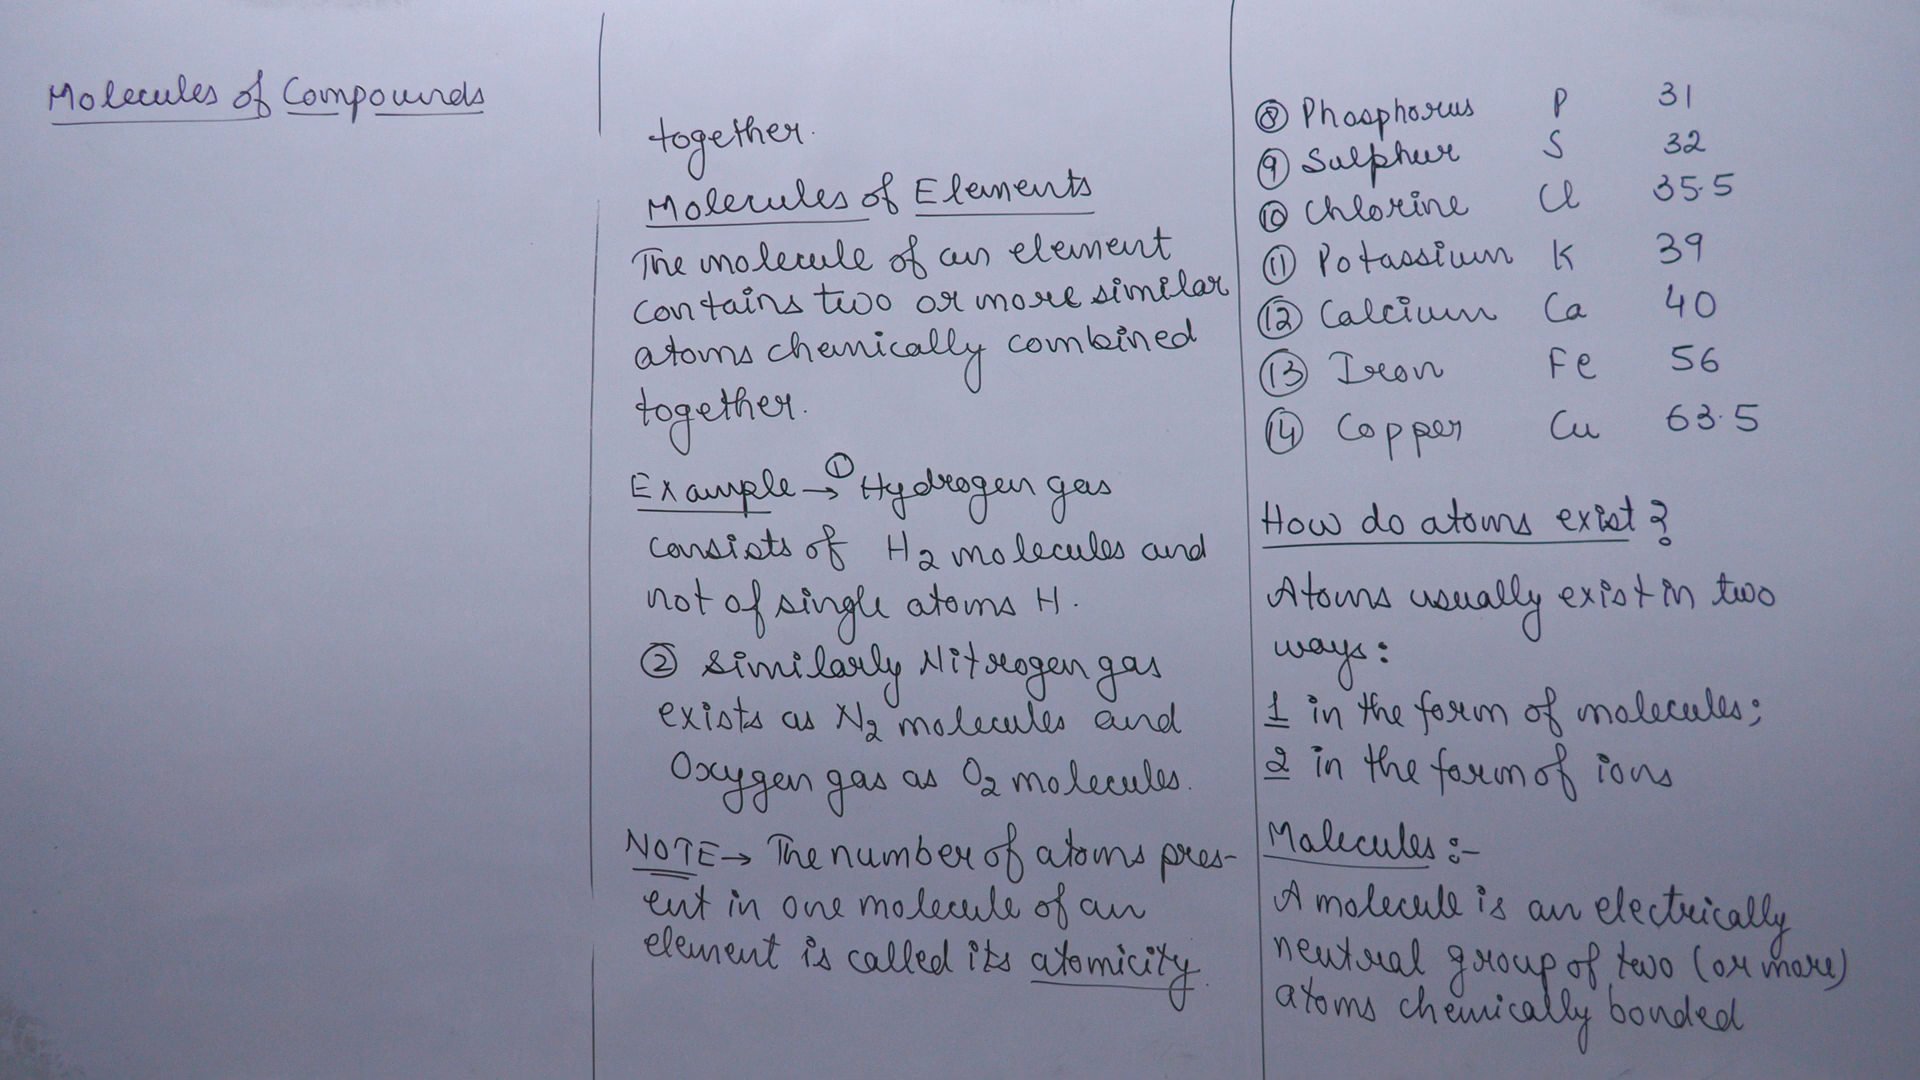 Molecules of Compounds
together.
Molecules of Elements
The molecule of an element
contains two or more similar
atoms chemically combined
together.
Example → ① Hydrogen gas
consists of H₂ molecules and
not of single atoms H.
② Similarly Nitrogen gas
exists as N₂ molecules and
Oxygen gas as O₂ molecules.
NOTE → The number of atoms pres-
ent in one molecule of an
element is called its atomicity.
⑧ Phosphorus P 31
⑨ Sulphur S 32
⑩ Chlorine Cl 35.5
⑪ Potassium K 39
⑫ Calcium Ca 40
⑬ Iron Fe 56
⑭ Copper Cu 63.5
How do atoms exist?
Atoms usually exist in two
ways:
1 in the form of molecules;
2 in the form of ions
Molecules :-
A molecule is an electrically
neutral group of two (or more)
atoms chemically bonded